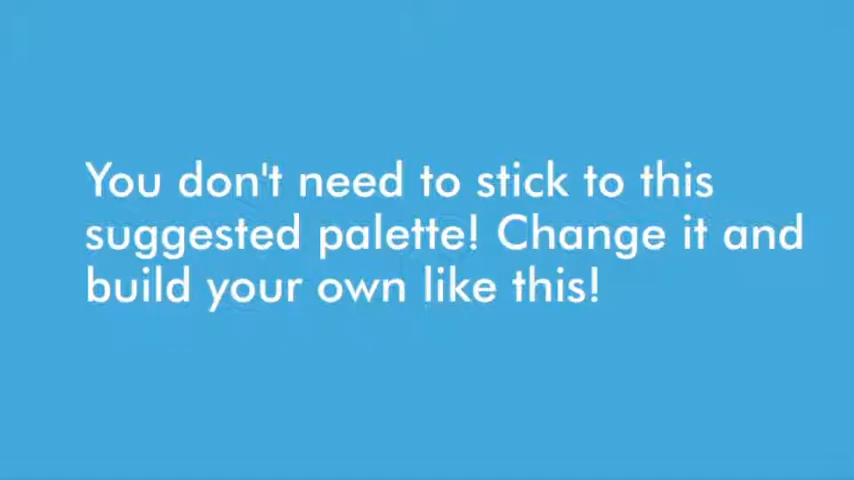 You don't need to stick to this
suggested palette! Change it and
build your own like this!